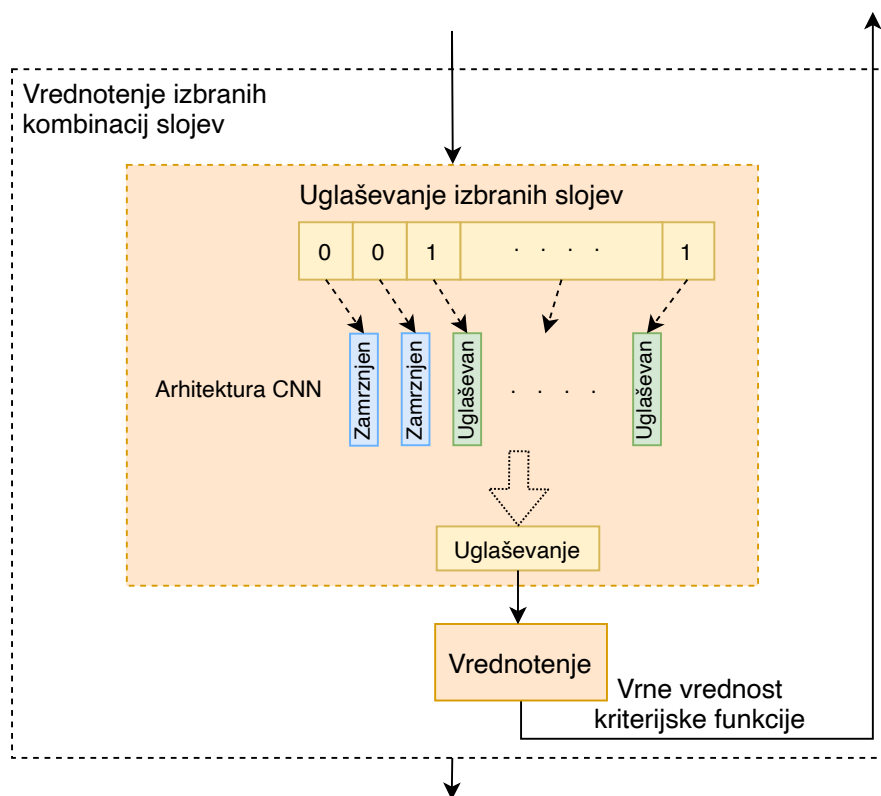 Vrednotenje izbranih
kombinacij slojev
Uglaševanje izbranih slojev
0 0 1 . . . . 1
Arhitektura CNN
Zamrznjen
Zamrznjen
Uglaševan
. . . .
Uglaševan
Uglaševanje
Vrednotenje
Vrne vrednost
kriterijske funkcije